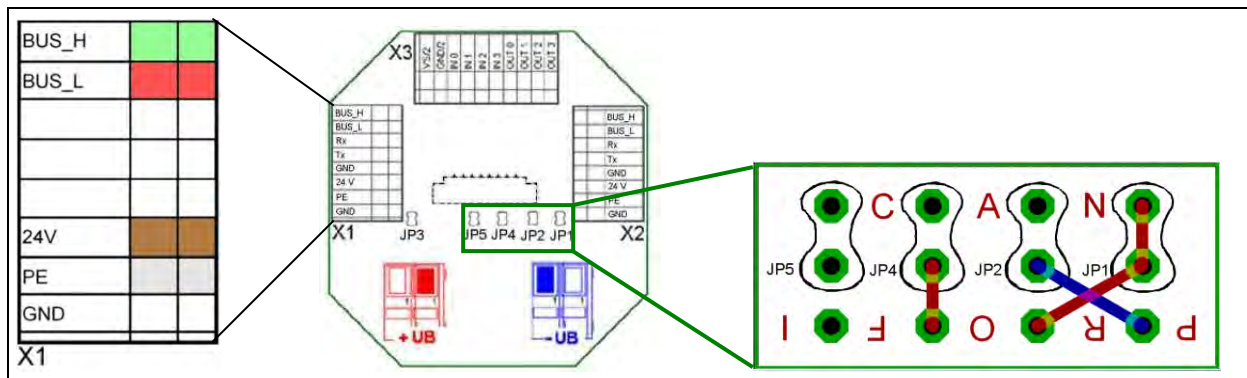 BUS_H
BUS_L
24V
PE
GND
X1
X3
VS/2
GND/2
IN 0
IN 1
IN 2
IN 3
OUT 0
OUT 1
OUT 2
OUT 3
BUS_H
BUS_L
Rx
Tx
GND
24 V
PE
GND
X1
BUS_H
BUS_L
Rx
Tx
GND
24 V
PE
GND
X2
JP3
JP5 JP4 JP2 JP1
+ UB
- UB
C A N
JP5 JP4 JP2 JP1
I F O R P